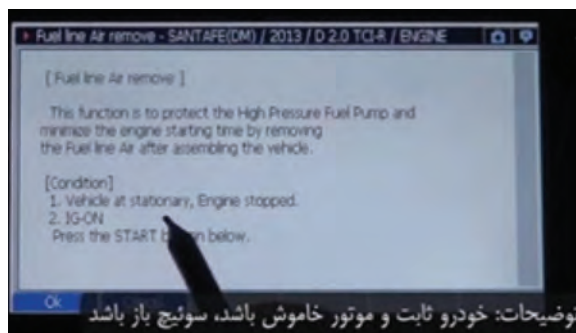 Fuel line Air remove - SANTAFE(DM) / 2013 / D 2.0 TCI-R / ENGINE
[ Fuel line Air remove ]
This function is to protect the High Pressure Fuel Pump and
minimize the engine starting time by removing
the Fuel line Air after assembling the vehicle.
[Condition]
1. Vehicle at stationary, Engine stopped.
2. IG-ON
Press the START below.
Ok
توضیحات: خودرو ثابت و موتور خاموش باشد، سوئیچ باز باشد